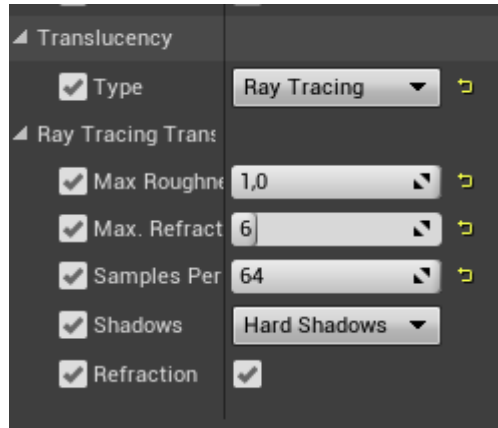 Translucency
Type Ray Tracing
Ray Tracing Trans
Max Roughne 1,0
Max. Refract 6
Samples Per 64
Shadows Hard Shadows
Refraction